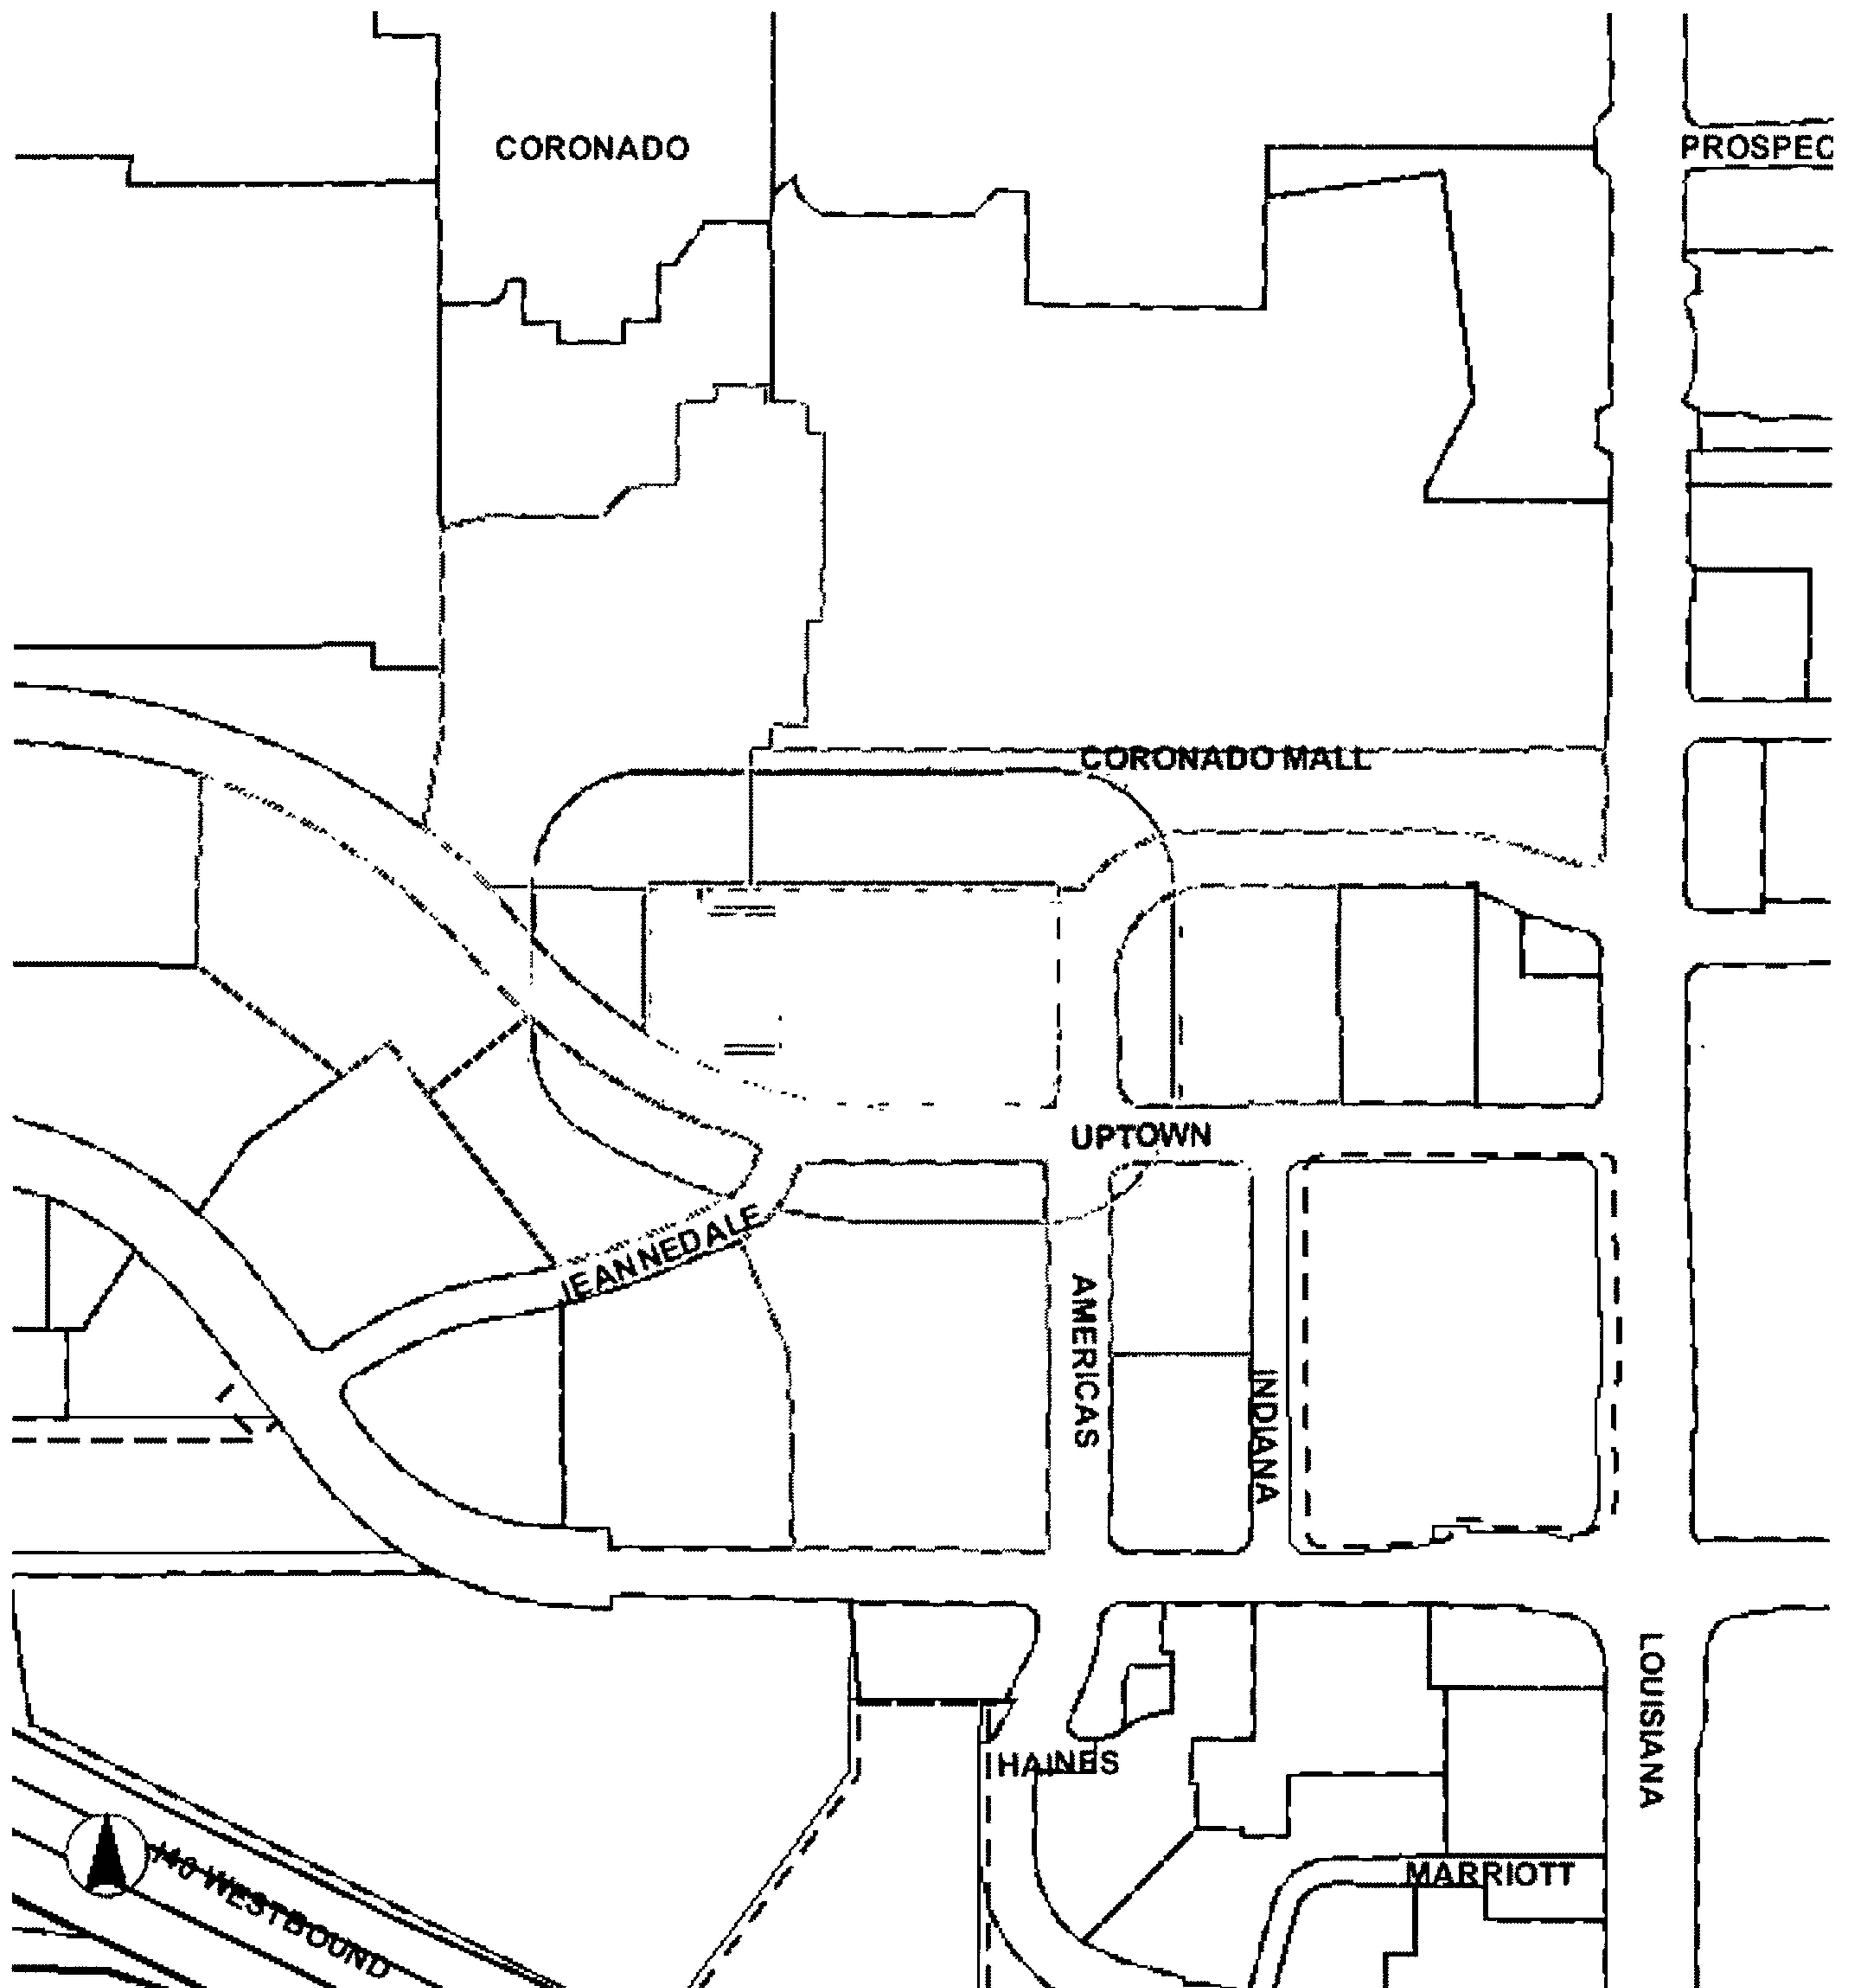 CORONADO
PROSPEC
CORONADO MALL
UPTOWN
JEANNEDALE
AMERICAS
INDIANA
LOUISIANA
HAINES
MARRIOTT
I40 WESTBOUND